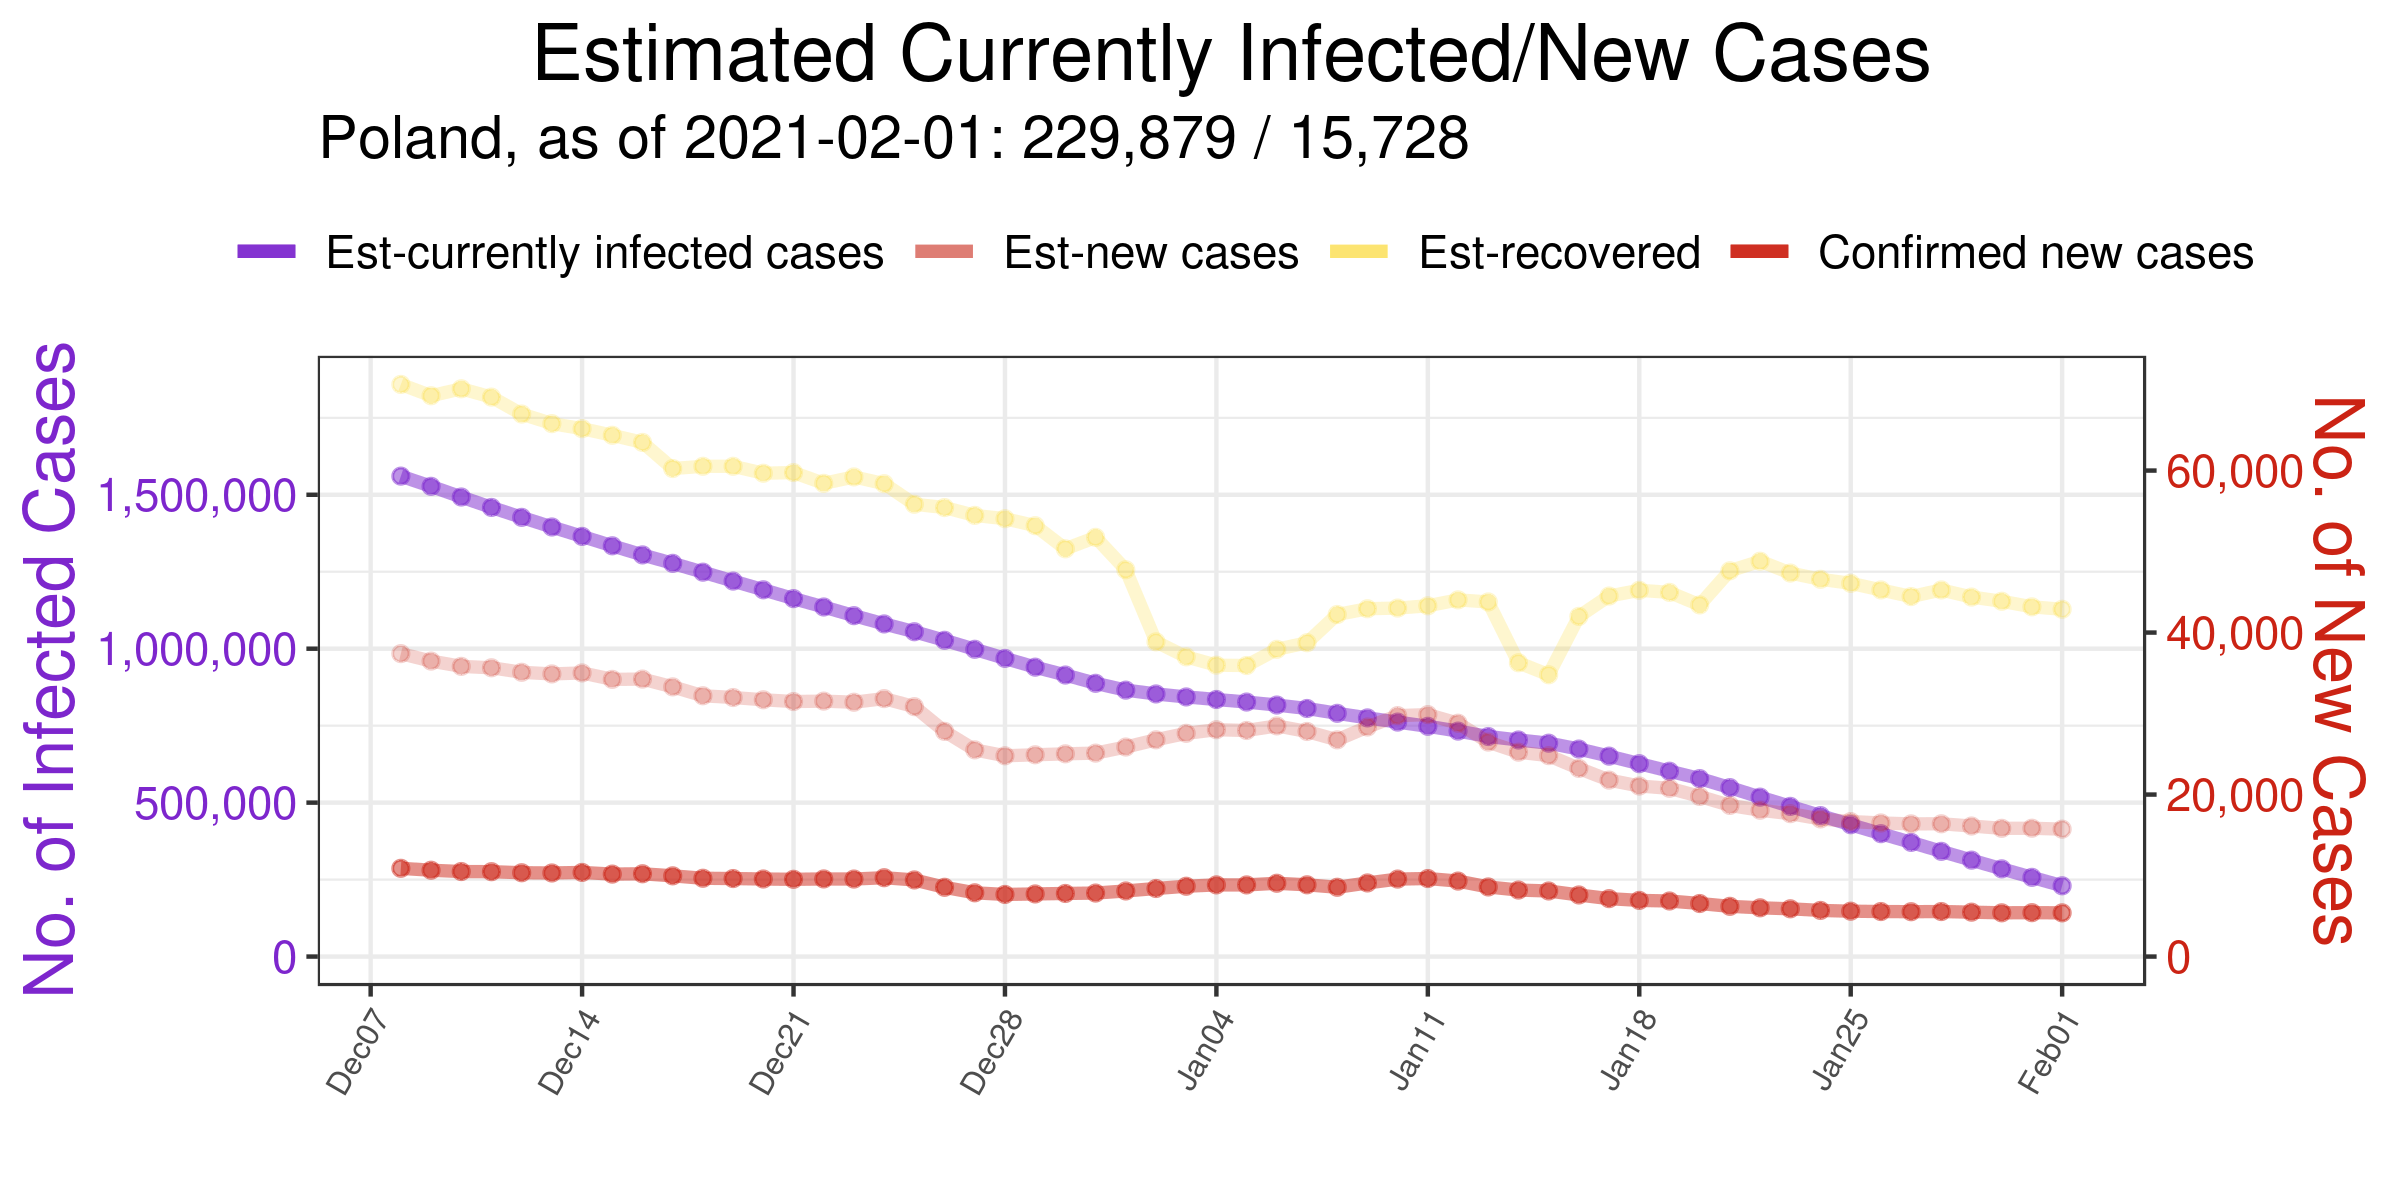 Estimated Currently Infected/New Cases
Poland, as of 2021-02-01: 229,879 / 15,728
Est-currently infected cases Est-new cases Est-recovered Confirmed new cases
No. of Infected Cases
1,500,000
1,000,000
500,000
0
60,000
40,000
20,000
0
No. of New Cases
Dec07 Dec14 Dec21 Dec28 Jan04 Jan11 Jan18 Jan25 Feb01